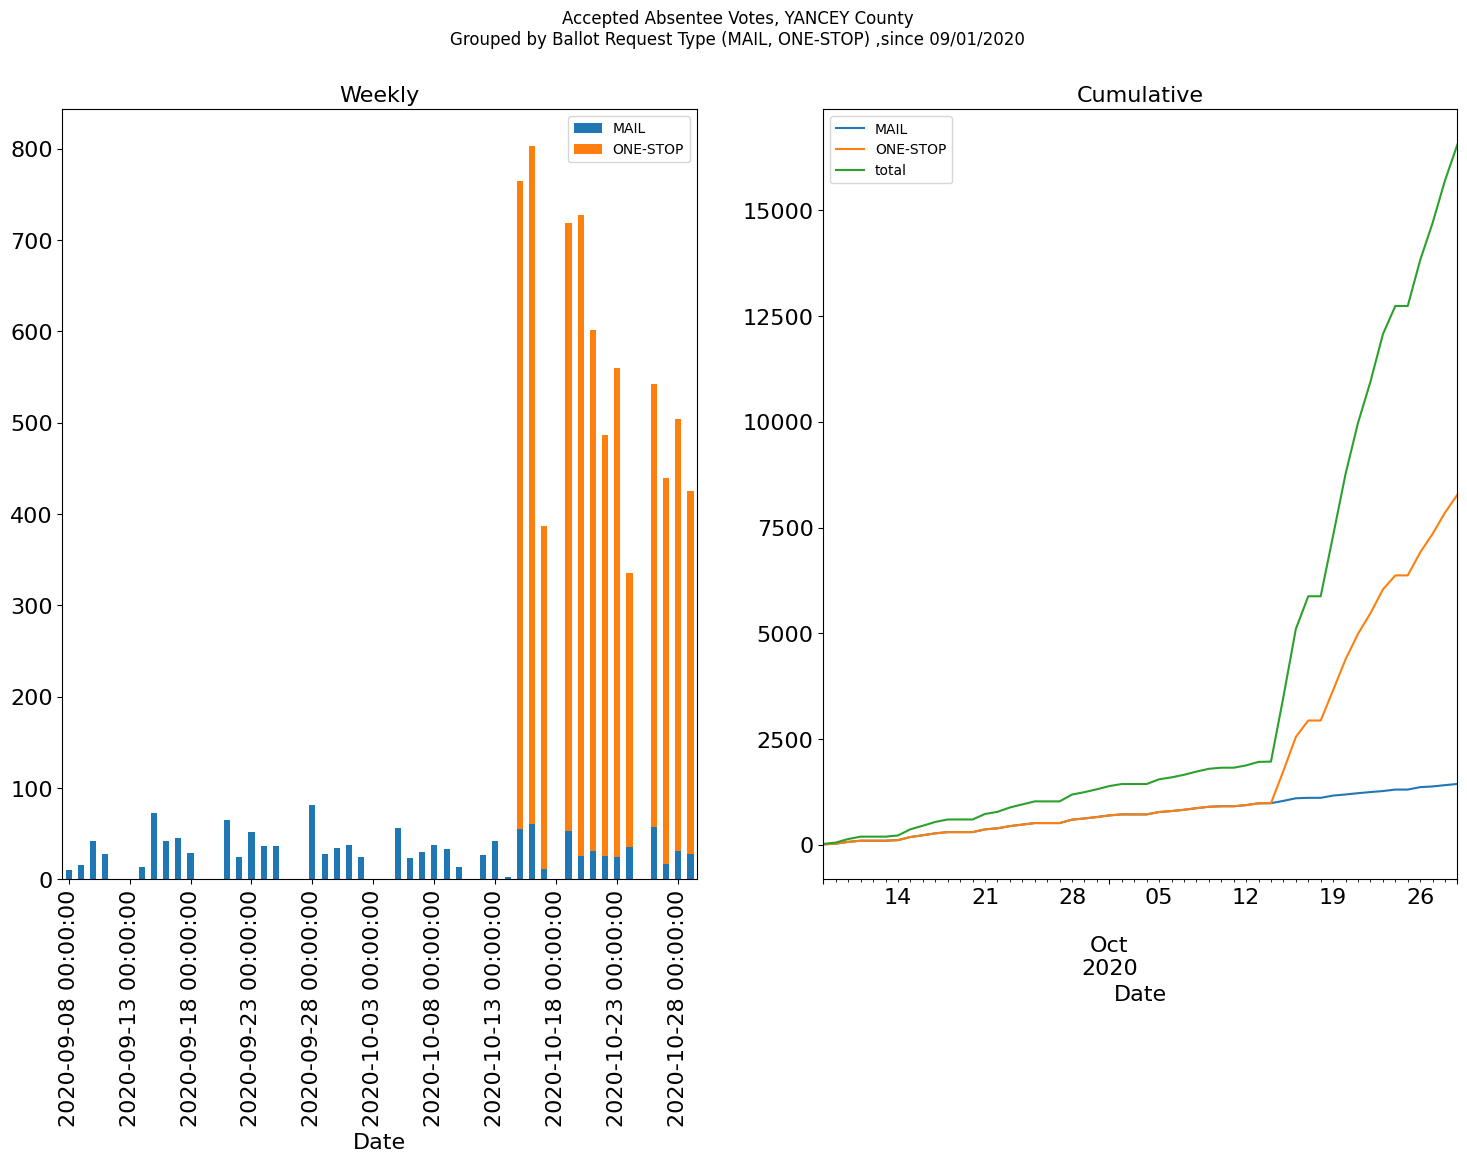 Accepted Absentee Votes, YANCEY County
Grouped by Ballot Request Type (MAIL, ONE-STOP) ,since 09/01/2020
Weekly
MAIL
ONE-STOP
800
700
600
500
400
300
200
100
0
2020-09-08 00:00:00
2020-09-13 00:00:00
2020-09-18 00:00:00
2020-09-23 00:00:00
2020-09-28 00:00:00
2020-10-03 00:00:00
2020-10-08 00:00:00
2020-10-13 00:00:00
2020-10-18 00:00:00
2020-10-23 00:00:00
2020-10-28 00:00:00
Date
Cumulative
MAIL
ONE-STOP
total
15000
12500
10000
7500
5000
2500
0
14 21 28 05 12 19 26
Oct
2020
Date